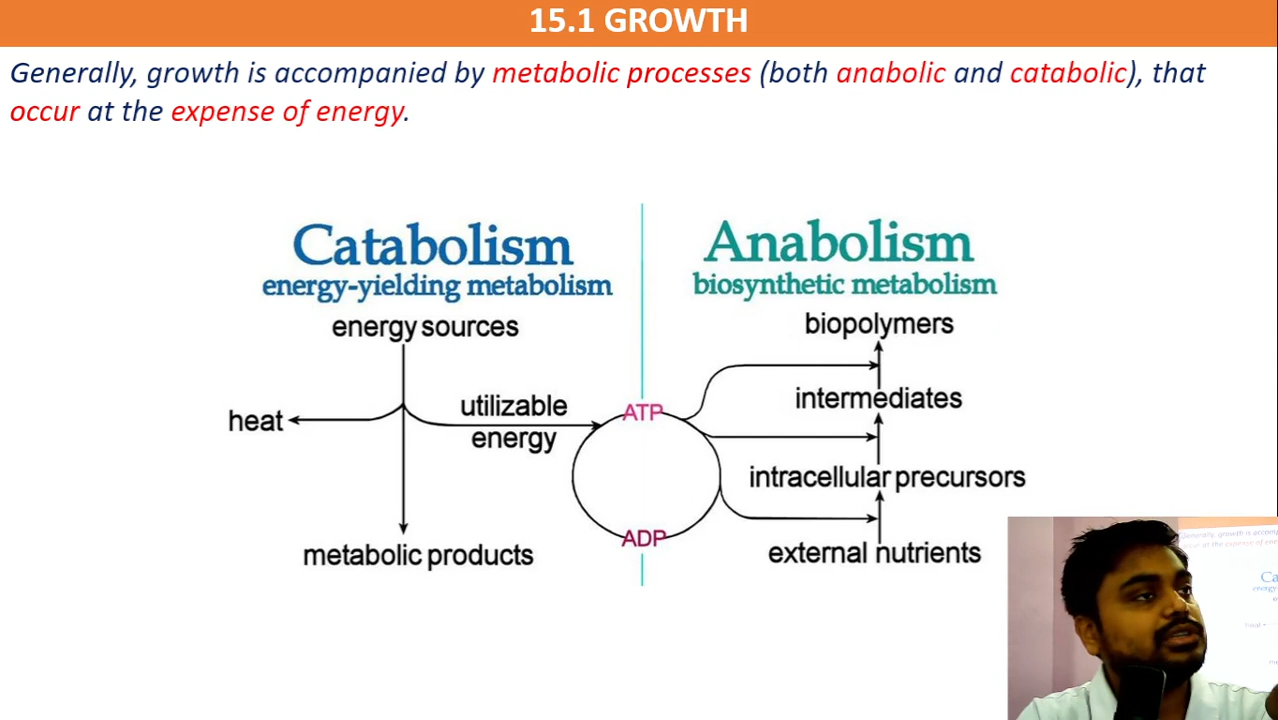 15.1 GROWTH
Generally, growth is accompanied by metabolic processes (both anabolic and catabolic), that
occur at the expense of energy.
Catabolism
energy-yielding metabolism
energy sources
heat
utilizable
energy
metabolic products
ATP
ADP
Anabolism
biosynthetic metabolism
biopolymers
intermediates
intracellular precursors
external nutrients